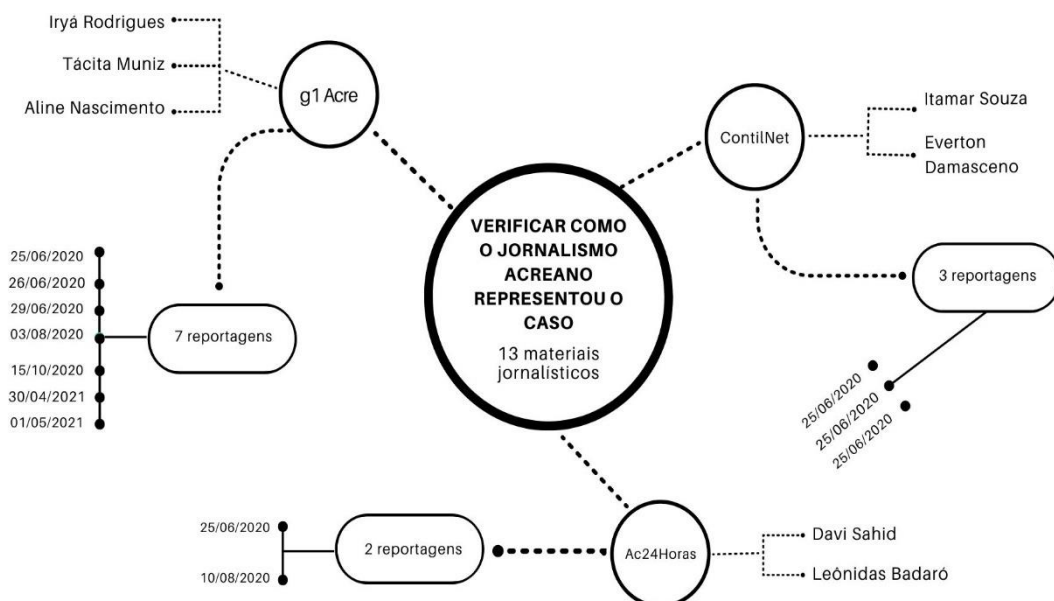 Iryá Rodrigues
Tácita Muniz
Aline Nascimento
g1 Acre
25/06/2020
26/06/2020
29/06/2020
03/08/2020
15/10/2020
30/04/2021
01/05/2021
7 reportagens
VERIFICAR COMO
O JORNALISMO
ACREANO
REPRESENTOU O
CASO
13 materiais
jornalísticos
ContilNet
Itamar Souza
Everton
Damasceno
3 reportagens
25/06/2020
25/06/2020
25/06/2020
25/06/2020
10/08/2020
2 reportagens
Ac24Horas
Davi Sahid
Leônidas Badaró